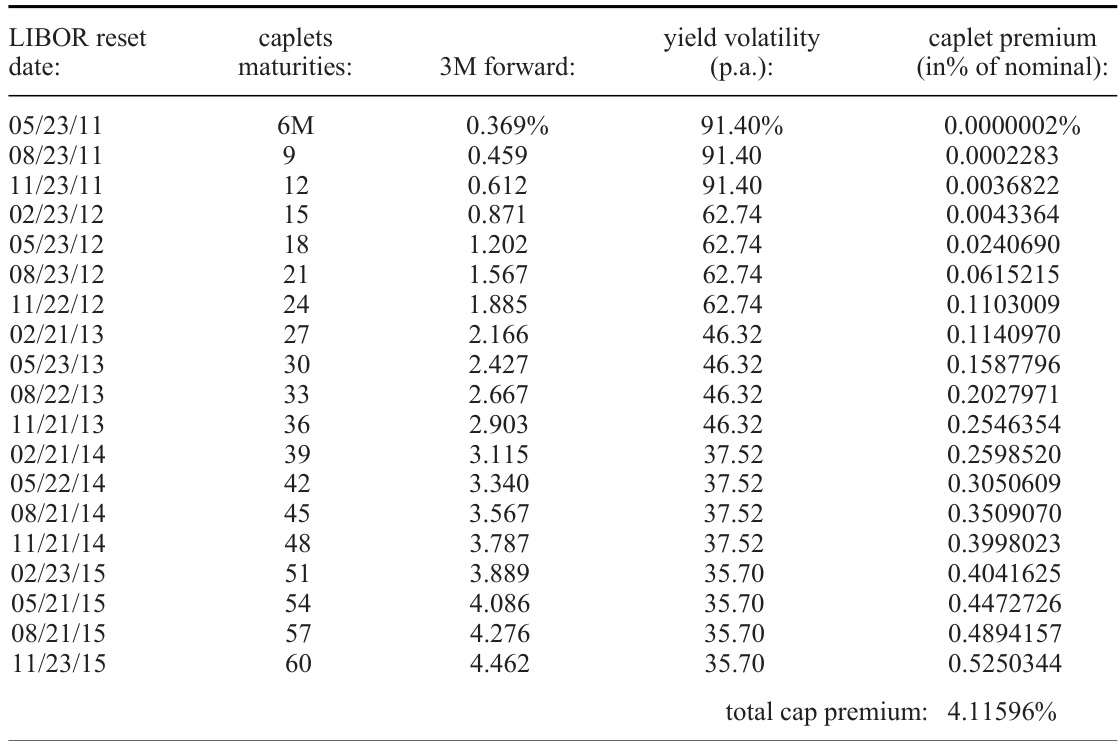 LIBOR reset caplets yield volatility caplet premium
date: maturities: 3M forward: (p.a.): (in% of nominal):
05/23/11 6M 0.369% 91.40% 0.0000002%
08/23/11 9 0.459 91.40 0.0002283
11/23/11 12 0.612 91.40 0.0036822
02/23/12 15 0.871 62.74 0.0043364
05/23/12 18 1.202 62.74 0.0240690
08/23/12 21 1.567 62.74 0.0615215
11/22/12 24 1.885 62.74 0.1103009
02/21/13 27 2.166 46.32 0.1140970
05/23/13 30 2.427 46.32 0.1587796
08/22/13 33 2.667 46.32 0.2027971
11/21/13 36 2.903 46.32 0.2546354
02/21/14 39 3.115 37.52 0.2598520
05/22/14 42 3.340 37.52 0.3050609
08/21/14 45 3.567 37.52 0.3509070
11/21/14 48 3.787 37.52 0.3998023
02/23/15 51 3.889 35.70 0.4041625
05/21/15 54 4.086 35.70 0.4472726
08/21/15 57 4.276 35.70 0.4894157
11/23/15 60 4.462 35.70 0.5250344
total cap premium: 4.11596%